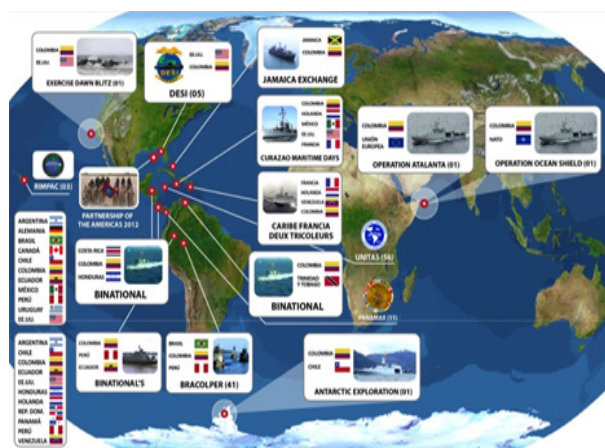 COLOMBIA
EE.UU.
EXERCISE DAWN BLITZ (01)
DESI
EE.UU.
COLOMBIA
DESI (05)
JAMAICA
COLOMBIA
JAMAICA EXCHANGE
COLOMBIA
HOLANDA
MÉXICO
EE.UU
FRANCIA
CURAZAO MARITIME DAYS
COLOMBIA
UNIÓN
EUROPEA
OPERATION ATALANTA (01)
COLOMBIA
NATO
OPERATION OCEAN SHIELD (01)
RIMPAC (03)
PARTNERSHIP OF
THE AMERICAS 2012
FRANCIA
HOLANDA
VENEZUELA
COLOMBIA
CARIBE FRANCIA
DEUX TRICOLEURS
UNITAS (56)
PANAMAX (11)
ARGENTINA
ALEMANIA
BRASIL
CANADÁ
CHILE
COLOMBIA
ECUADOR
MÉXICO
PERÚ
URUGUAY
EE.UU.
COSTA RICA
COLOMBIA
HONDURAS
BINATIONAL
COLOMBIA
TRINIDAD
Y TOBAGO
BINATIONAL
ARGENTINA
CHILE
COLOMBIA
ECUADOR
EE.UU
HONDURAS
HOLANDA
REP. DOM.
PANAMÁ
PERÚ
VENEZUELA
COLOMBIA
PERÚ
ECUADOR
BINATIONAL'S
BRASIL
COLOMBIA
PERÚ
BRACOLPER (41)
COLOMBIA
CHILE
ANTARCTIC EXPLORATION (01)